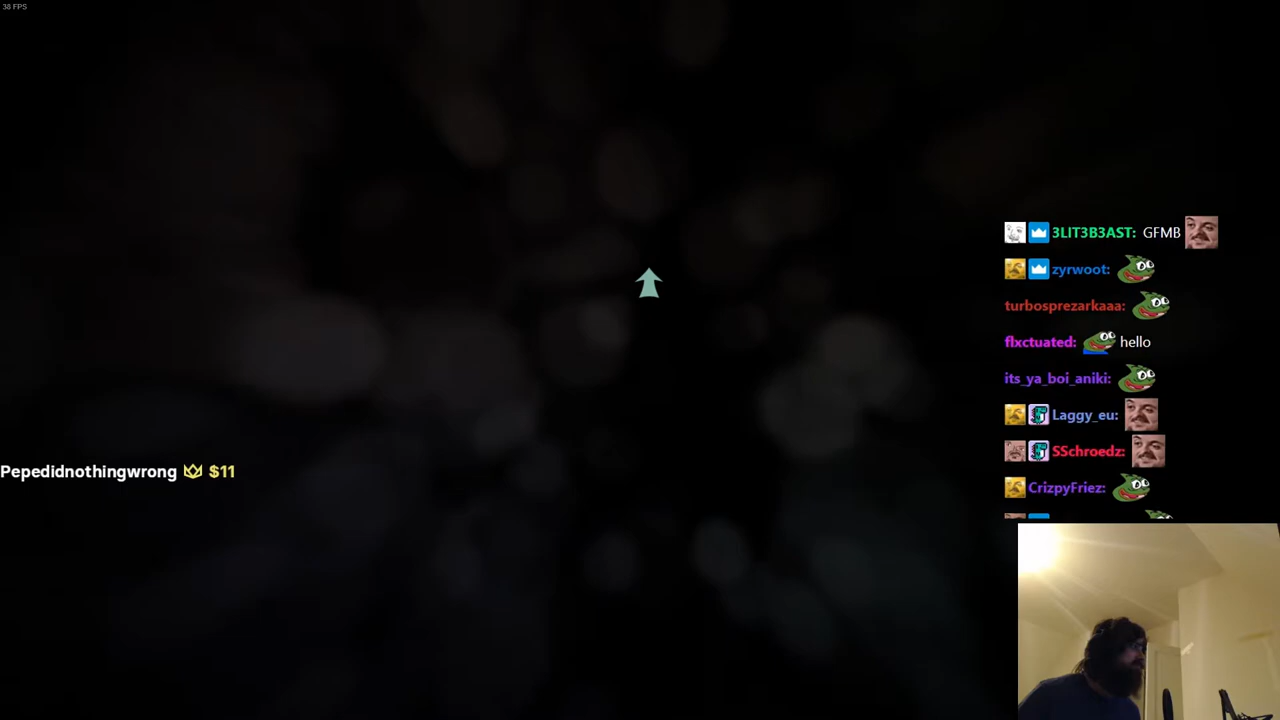 38 FPS
3LIT3B3AST: GFMB
zyrwoot:
turbosprezarkaaa:
flxctuated: hello
its_ya_boi_aniki:
Laggy_eu:
SSchroedz:
Pepedidnothingwrong $11
CrizpyFriez: